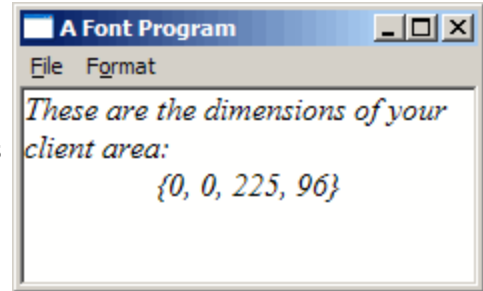 A Font Program
File Format
These are the dimensions of your
client area:
{0, 0, 225, 96}